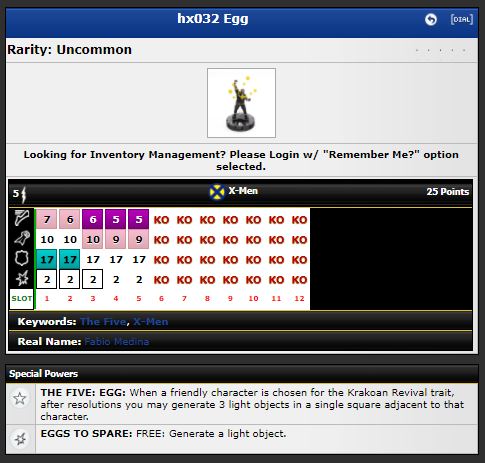 hx032 Egg
[DIAL]
Rarity: Uncommon
Looking for Inventory Management? Please Login w/ "Remember Me?" option
selected.
5 X-Men 25 Points
7 6 6 5 5 KO KO KO KO KO KO KO
10 10 10 9 9 KO KO KO KO KO KO KO
17 17 17 17 17 KO KO KO KO KO KO KO
2 2 2 2 2 KO KO KO KO KO KO KO
SLOT 1 2 3 4 5 6 7 8 9 10 11 12
Keywords: The Five, X-Men
Real Name: Fabio Medina
Special Powers
THE FIVE: EGG: When a friendly character is chosen for the Krakoan Revival trait,
after resolutions you may generate 3 light objects in a single square adjacent to that
character.
EGGS TO SPARE: FREE: Generate a light object.